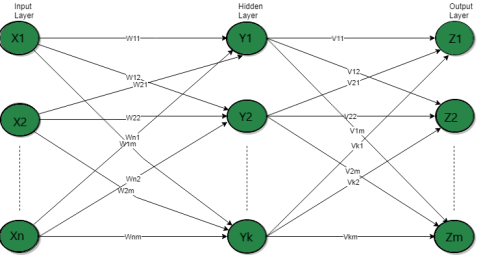 Input
Layer
Hidden
Layer
Output
Layer
X1
W11
Y1
V11
Z1
W12
W21
V12
V21
X2
W22
Y2
V22
Z2
Wn1
W1m
V1m
Vk1
Wn2
W2m
V2m
Vk2
Xn
Wnm
Yk
Vkm
Zm